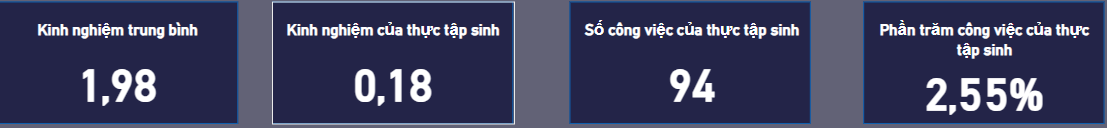 Kinh nghiệm trung bình
1,98
Kinh nghiệm của thực tập sinh
0,18
Số công việc của thực tập sinh
94
Phần trăm công việc của thực
tập sinh
2,55%